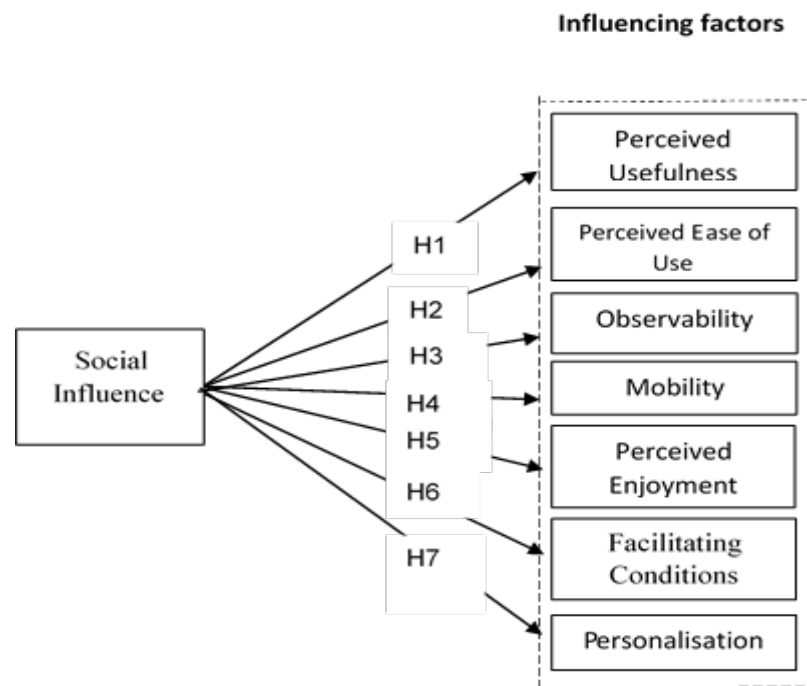 Influencing factors
Perceived
Usefulness
H1
Perceived Ease of
Use
H2
Observability
H3
Social
Influence
Mobility
H4
H5
Perceived
Enjoyment
H6
Facilitating
Conditions
H7
Personalisation